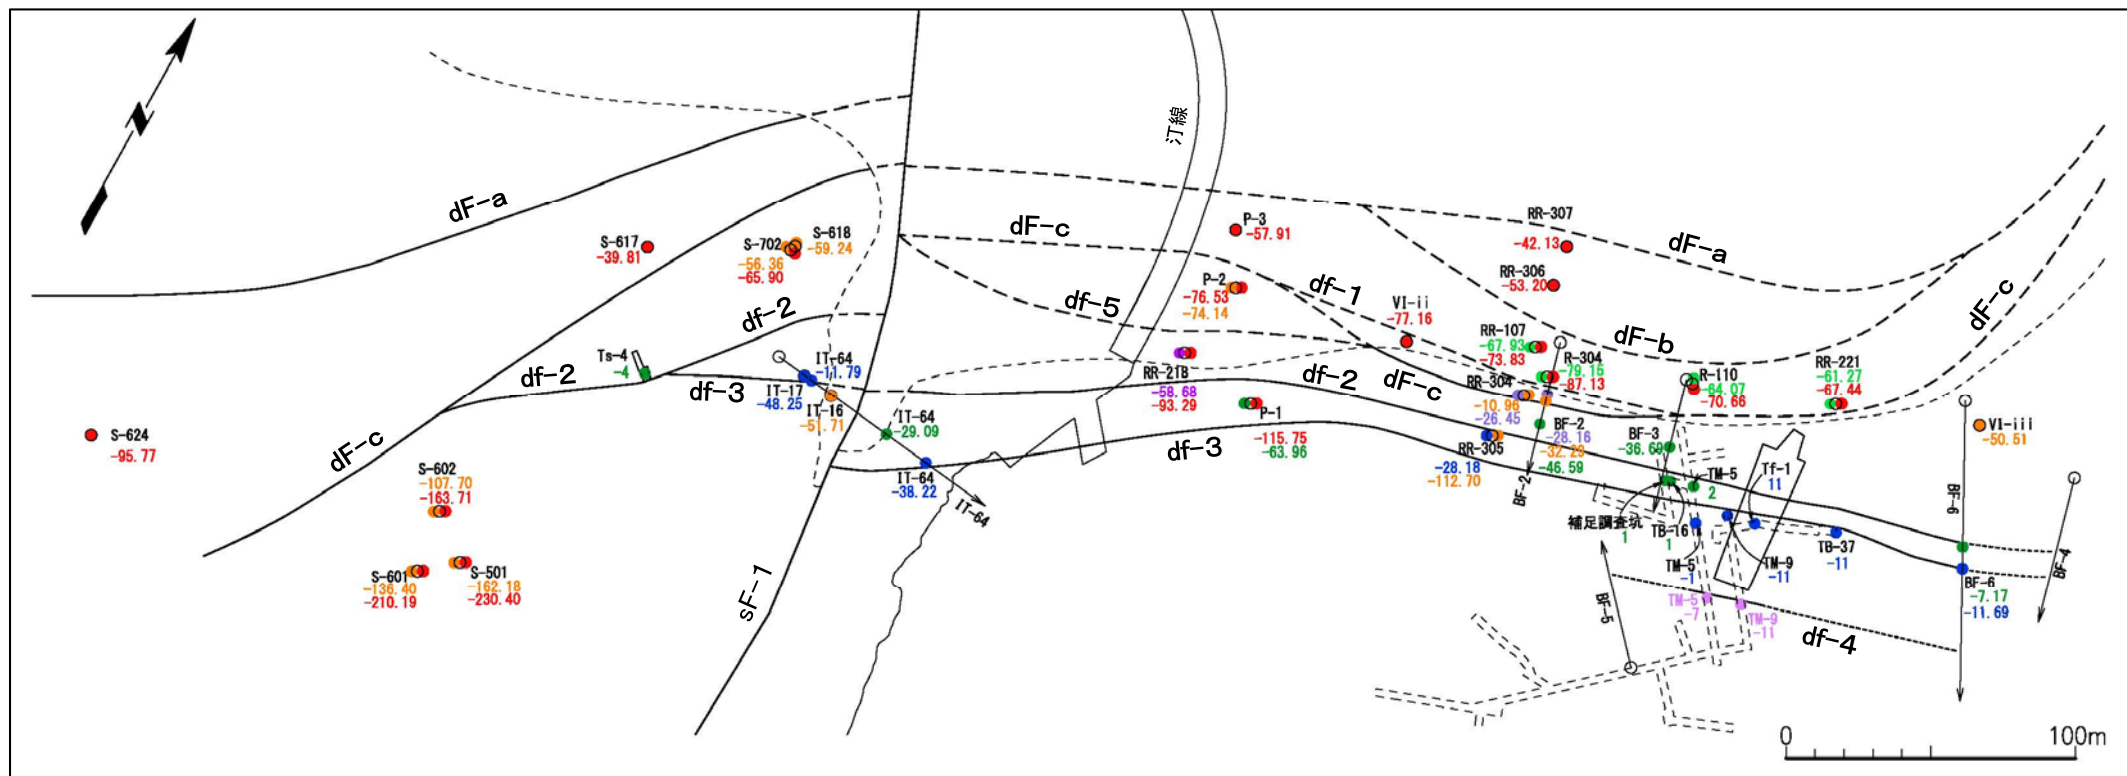 汀線
dF-a
dF-c
P-3
-57.91
RR-307
-42.13
dF-a
S-617
-39.81
S-702
-56.36
-65.90
S-618
-59.24
P-2
-76.53
-74.14
df-1
RR-306
-53.20
dF-c
df-5
VI-ii
-77.16
dF-b
df-2
RR-107
-67.93
-73.83
Ts-4
-4
IT-64
-11.79
IT-17
-48.25
IT-16
-51.71
df-2
df-3
R-304
-79.15
-87.13
R-110
-64.07
-70.66
RR-221
-61.27
-67.44
RR-218
-58.68
-93.29
df-2
dF-c
RR-304
-10.96
26.45
IT-64
-29.09
P-1
-115.75
-63.96
BF-2
-28.16
-32.29
-46.59
BF-3
-36.69
VI-iii
-50.51
S-624
-95.77
dF-c
df-3
RR-305
-28.18
-112.70
S-602
-107.70
-163.71
IT-64
-38.22
IT-64
BF-2
TM-5
2
Tf-1
11
BF-6
補足調査坑
1
TB-16
1
TB-37
-11
TM-5
-1
TM-9
-11
BF-4
S-601
-136.40
-210.19
S-501
-162.18
-230.40
sF-1
BF-5
TM-5
-7
TM-9
-11
BF-6
-7.17
-11.69
df-4
0
100m